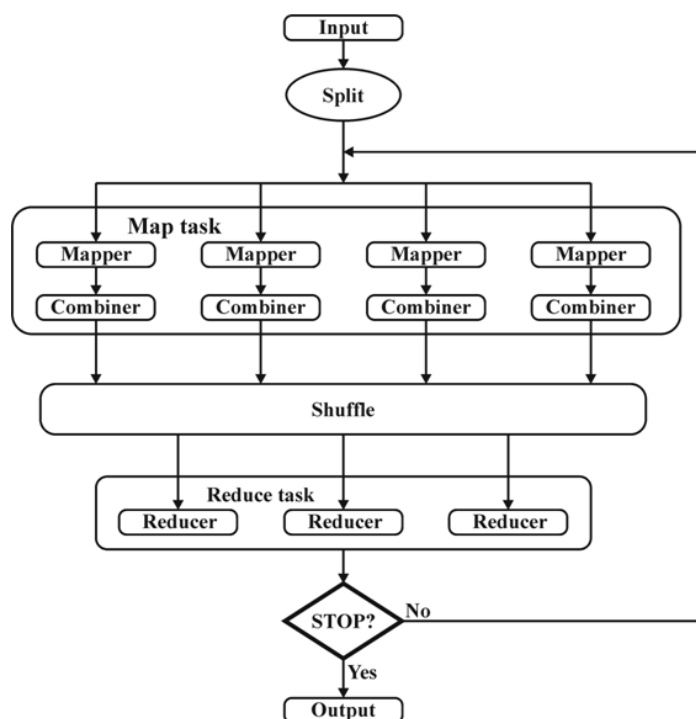 Input
Split
Map task
Mapper Mapper Mapper Mapper
Combiner Combiner Combiner Combiner
Shuffle
Reduce task
Reducer Reducer Reducer
STOP? No
Yes
Output